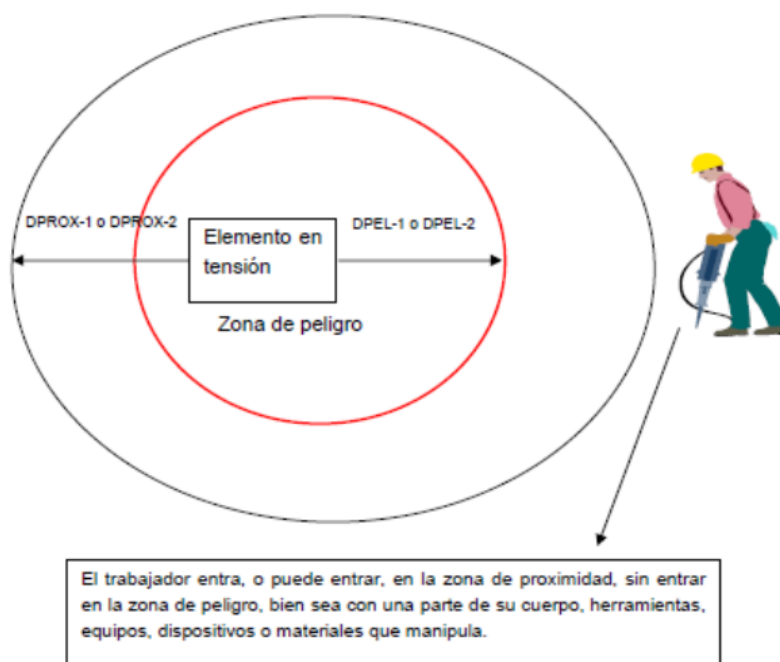 DPROX-1 o DPROX-2
Elemento en
tensión
DPEL-1 o DPEL-2
Zona de peligro
El trabajador entra, o puede entrar, en la zona de proximidad, sin entrar
en la zona de peligro, bien sea con una parte de su cuerpo, herramientas,
equipos, dispositivos o materiales que manipula.